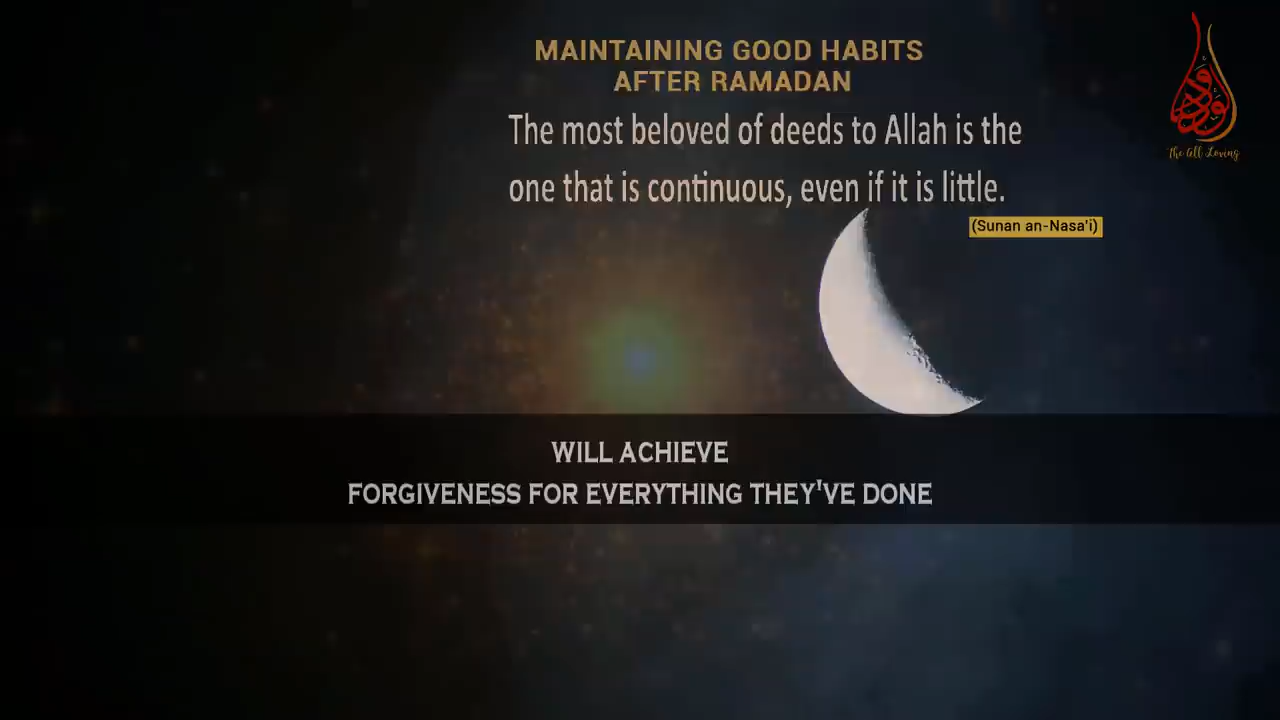 MAINTAINING GOOD HABITS
AFTER RAMADAN
The most beloved of deeds to Allah is the
one that is continuous, even if it is little.
(Sunan an-Nasa'i)
الودود
The All Loving
WILL ACHIEVE
FORGIVENESS FOR EVERYTHING THEY'VE DONE